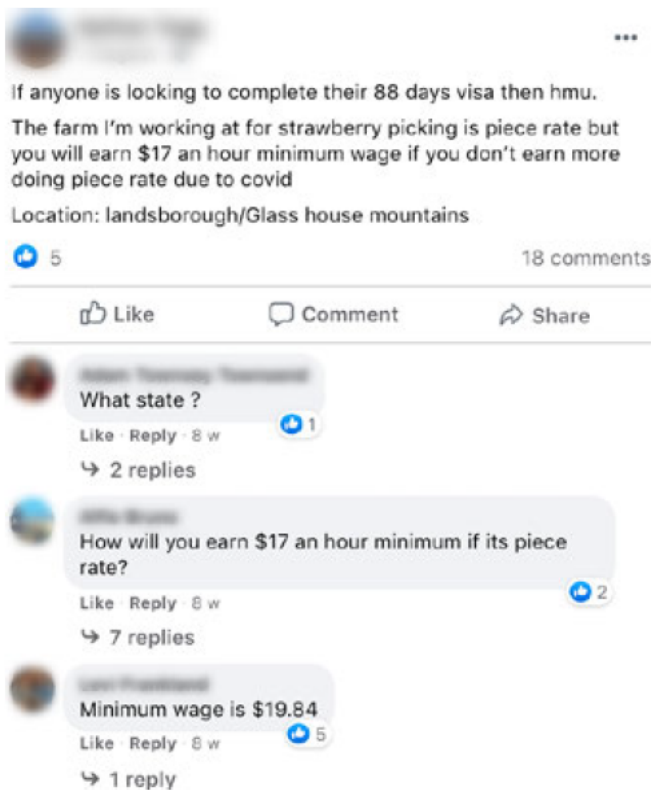 If anyone is looking to complete their 88 days visa then hmu.
The farm I'm working at for strawberry picking is piece rate but
you will earn $17 an hour minimum wage if you don't earn more
doing piece rate due to covid
Location: landsborough/Glass house mountains
5
18 comments
Like Comment Share
What state ?
1
Like · Reply · 8 w
2 replies
How will you earn $17 an hour minimum if its piece
rate?
2
Like · Reply · 8 w
7 replies
Minimum wage is $19.84
5
Like · Reply · 8 w
1 reply